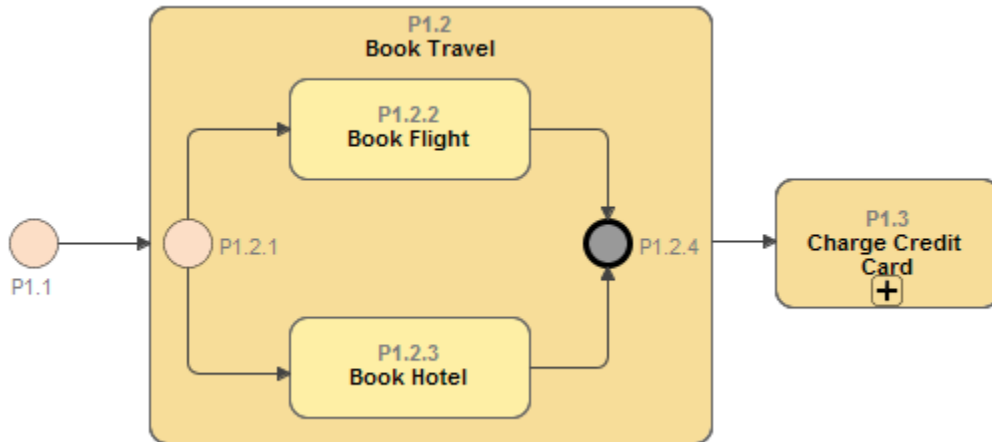 P1.2
Book Travel
P1.2.2
Book Flight
P1.1
P1.2.1
P1.2.4
P1.3
Charge Credit
Card
P1.2.3
Book Hotel